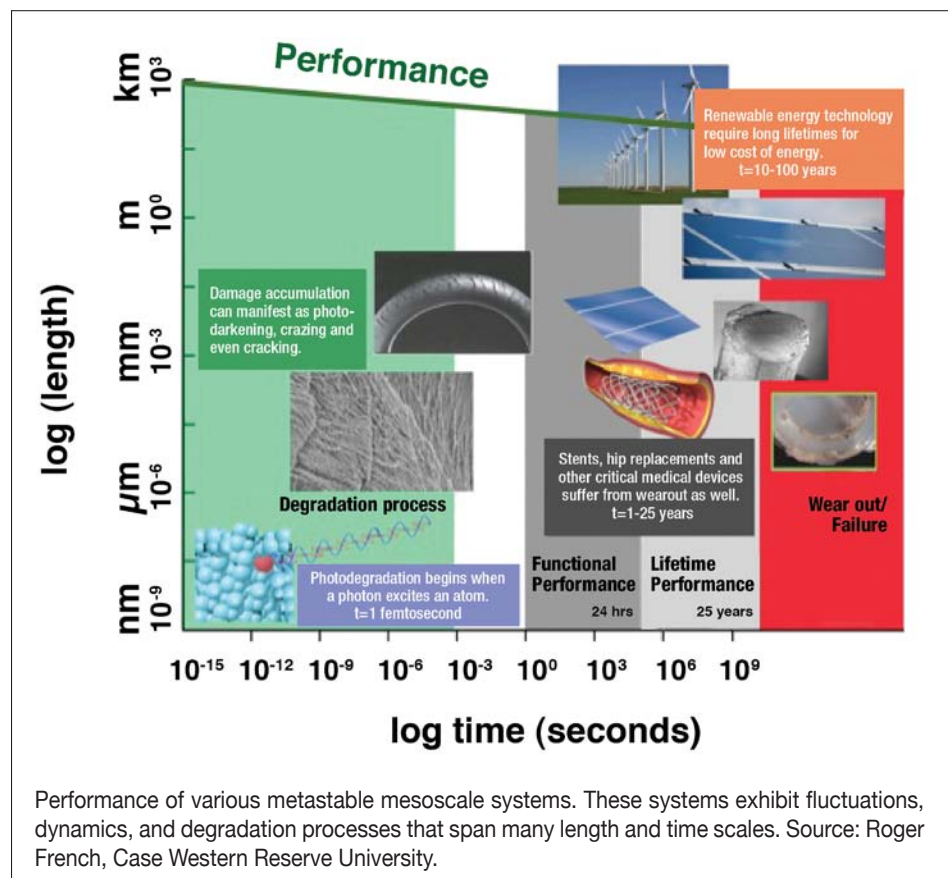 Performance
km 10³
m 10⁰
mm 10⁻³
µm 10⁻⁶
nm 10⁻⁹
log (length)
Renewable energy technology
require long lifetimes for
low cost of energy.
t=10-100 years
Damage accumulation
can manifest as photo-
darkening, crazing and
even cracking.
Degradation process
Stents, hip replacements and
other critical medical devices
suffer from wearout as well.
t=1-25 years
Wear out/
Failure
Photodegradation begins when
a photon excites an atom.
t=1 femtosecond
Functional
Performance
24 hrs
Lifetime
Performance
25 years
10⁻¹⁵ 10⁻¹² 10⁻⁹ 10⁻⁶ 10⁻³ 10⁰ 10³ 10⁶ 10⁹
log time (seconds)
Performance of various metastable mesoscale systems. These systems exhibit fluctuations,
dynamics, and degradation processes that span many length and time scales. Source: Roger
French, Case Western Reserve University.